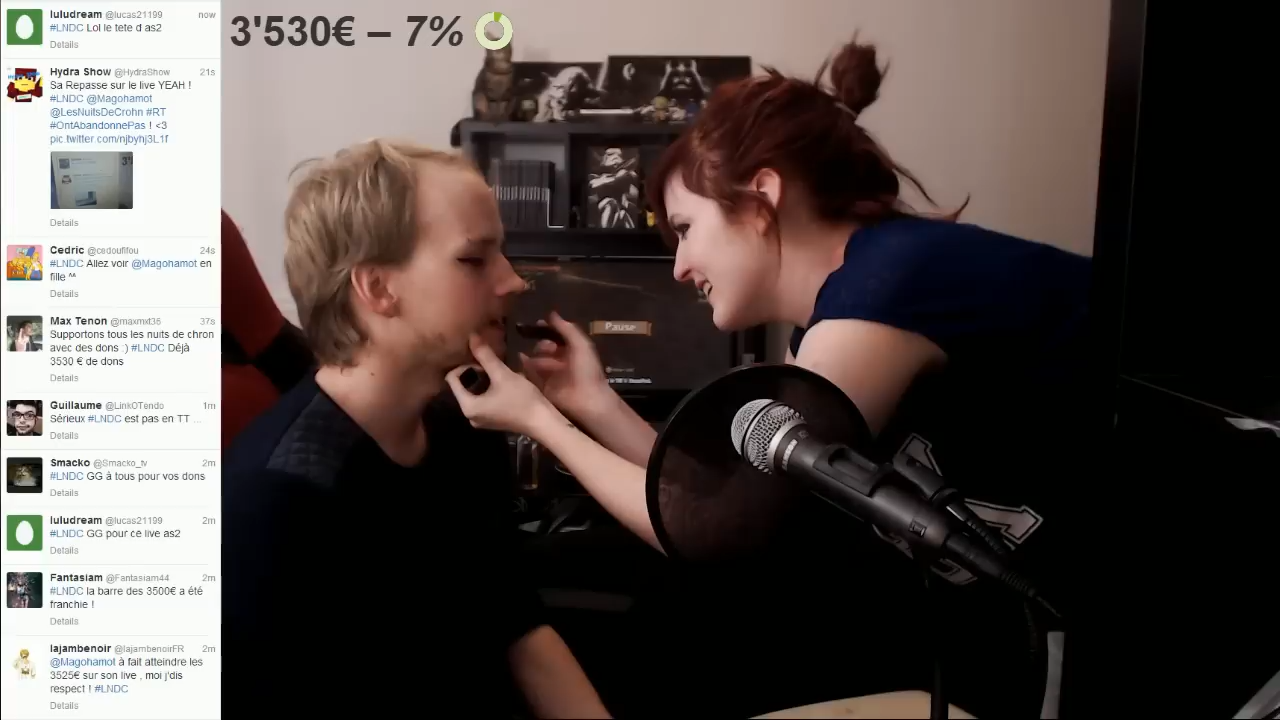 3'530€ – 7%
luludream @lucas21199 now
#LNDC Lol le tete d as2
Details
Hydra Show @HydraShow 21s
Sa Repasse sur le live YEAH !
#LNDC @Magohamot
@LesNuitsDeCrohn #RT
#OntAbandonnePas ! <3
pic.twitter.com/njbyhj3L1f
Details
Cedric @cedoufifou 24s
#LNDC Allez voir @Magohamot en
fille ^^
Details
Max Tenon @maxmxt36 37s
Supportons tous les nuits de chron
avec des dons :) #LNDC Déjà
3530 € de dons
Details
Guillaume @LinkOTendo 1m
Sérieux #LNDC est pas en TT ...
Details
Smacko @Smacko_tv 2m
#LNDC GG à tous pour vos dons
Details
luludream @lucas21199 2m
#LNDC GG pour ce live as2
Details
Fantasiam @Fantasiam44 2m
#LNDC la barre des 3500€ a été
franchie !
Details
lajambenoir @lajambenoirFR 2m
@Magohamot à fait atteindre les
3525€ sur son live , moi j'dis
respect ! #LNDC
Details
Pause